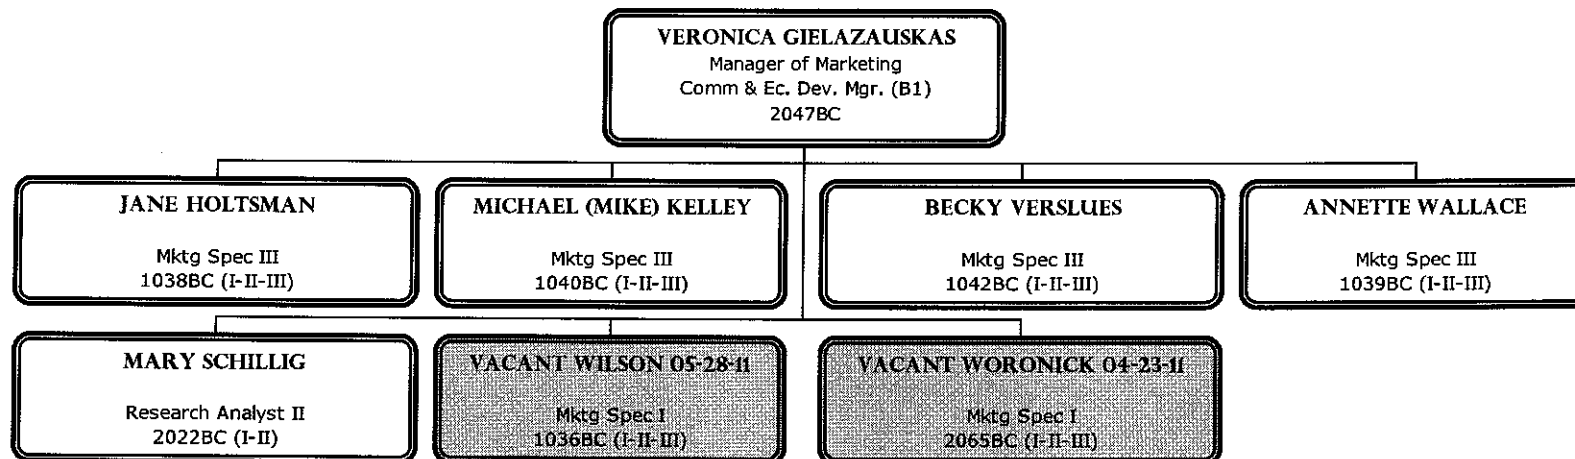 VERONICA GIELAZAUSKAS
Manager of Marketing
Comm & Ec. Dev. Mgr. (B1)
2047BC
JANE HOLTSMAN
Mktg Spec III
1038BC (I-II-III)
MICHAEL (MIKE) KELLEY
Mktg Spec III
1040BC (I-II-III)
BECKY VERSLUES
Mktg Spec III
1042BC (I-II-III)
ANNETTE WALLACE
Mktg Spec III
1039BC (I-II-III)
MARY SCHILLIG
Research Analyst II
2022BC (I-II)
VACANT WILSON 05-28-11
Mktg Spec I
1036BC (I-II-III)
VACANT WORONICK 04-23-11
Mktg Spec I
2065BC (I-II-III)